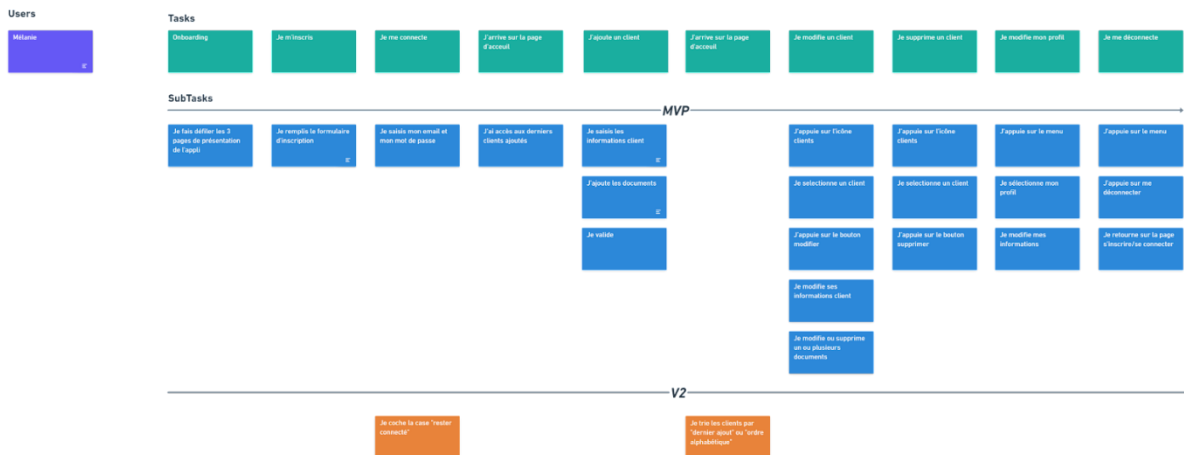 Users
Mélanie
Tasks
Onboarding
Je m'inscris
Je me connecte
J'arrive sur la page
d'acceuil
J'ajoute un client
J'arrive sur la page
d'acceuil
Je modifie un client
Je supprime un client
Je modifie mon profil
Je me déconnecte
SubTasks
MVP
Je fais défiler les 3
pages de présentation
de l'appli
Je remplis le formulaire
d'inscription
Je saisis mon email et
mon mot de passe
J'ai accès aux derniers
clients ajoutés
Je saisis les
informations client
J'ajoute les documents
Je valide
J'appuie sur l'icône
clients
Je selectionne un client
J'appuie sur le bouton
modifier
Je modifie ses
informations client
Je modifie ou supprime
un ou plusieurs
documents
J'appuie sur l'icône
clients
Je selectionne un client
J'appuie sur le bouton
supprimer
J'appuie sur le menu
Je sélectionne mon
profil
Je modifie mes
informations
J'appuie sur le menu
J'appuie sur me
déconnecter
Je retourne sur la page
s'inscrire/se connecter
V2
Je coche la case "rester
connecté"
Je trie les clients par
"dernier ajout" ou "ordre
alphabétique"